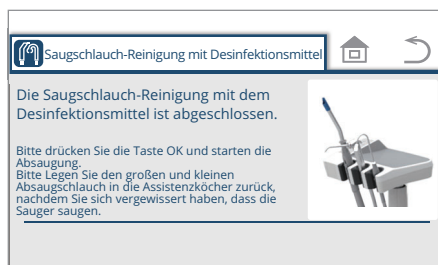 Saugschlauch-Reinigung mit Desinfektionsmittel
Die Saugschlauch-Reinigung mit dem
Desinfektionsmittel ist abgeschlossen.
Bitte drücken Sie die Taste OK und starten die
Absaugung.
Bitte Legen Sie den großen und kleinen
Absaugschlauch in die Assistenzköcher zurück,
nachdem Sie sich vergewissert haben, dass die
Sauger saugen.